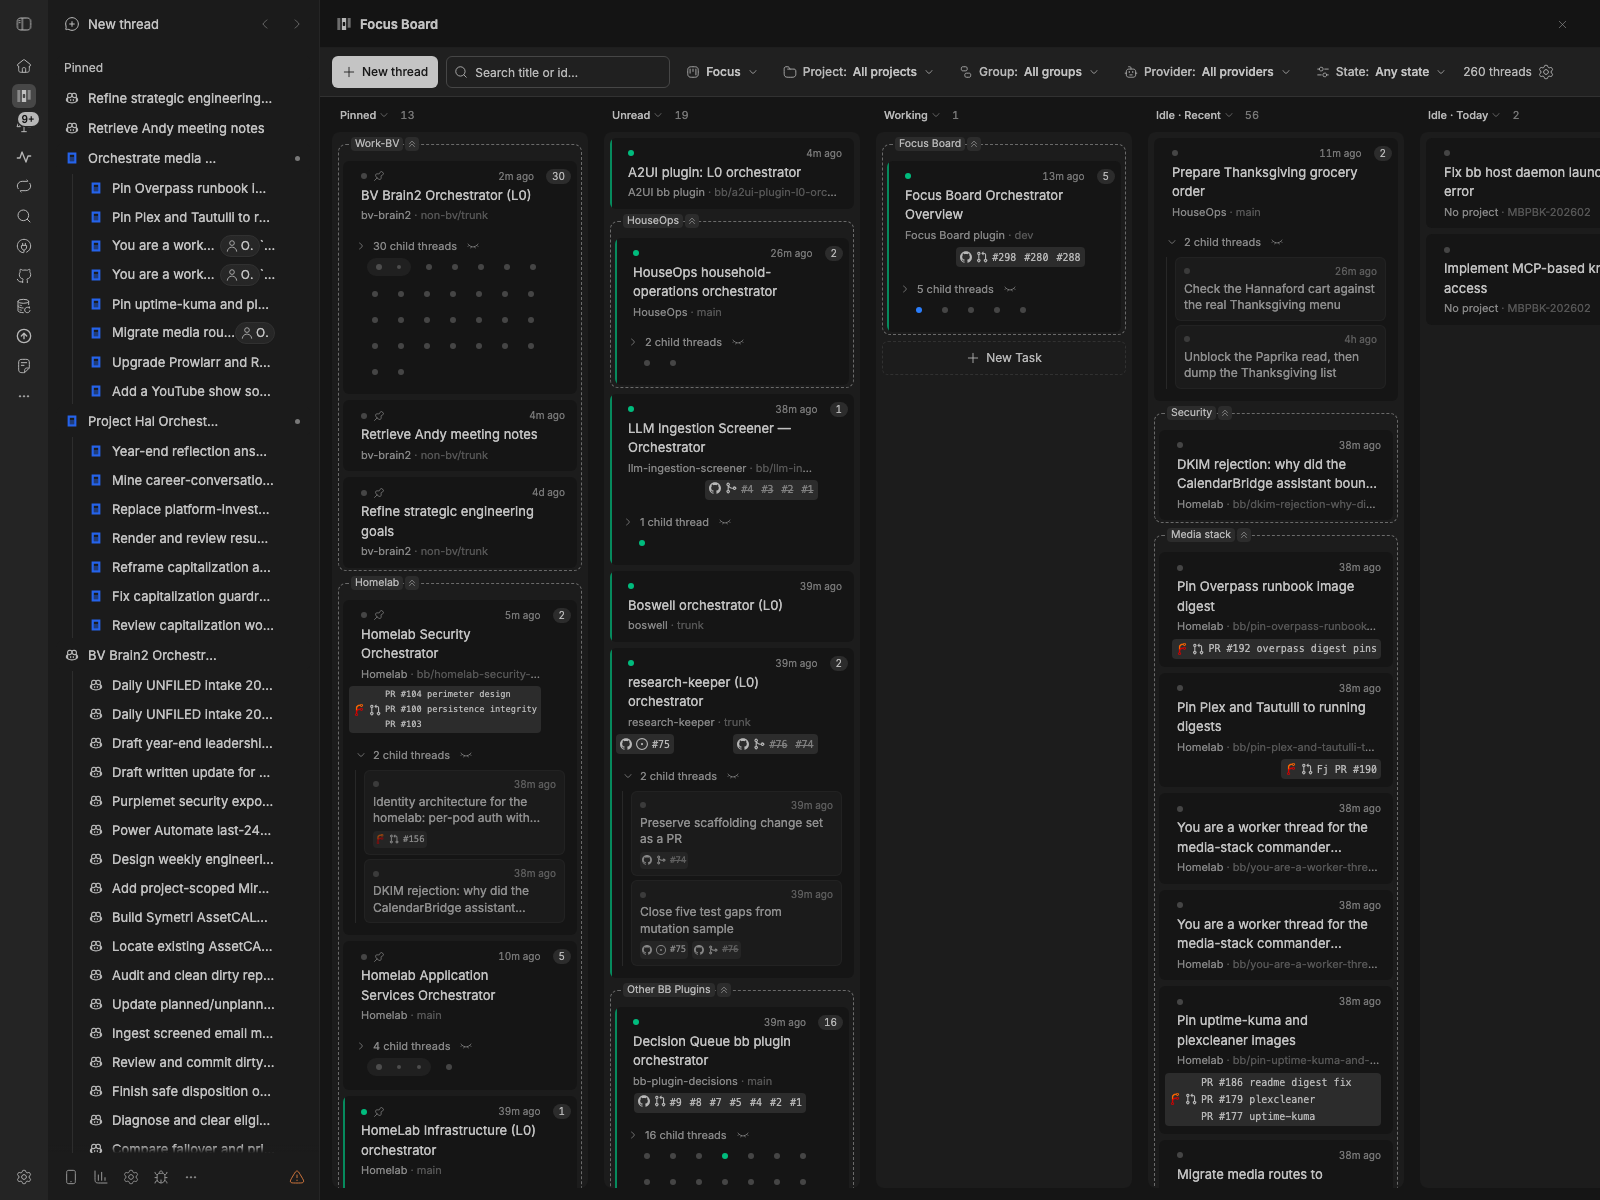 New thread
Pinned
Refine strategic engineering...
Retrieve Andy meeting notes
Orchestrate media ...
Pin Overpass runbook i...
Pin Plex and Tautulli to r...
You are a work... O. `...
You are a work... O. `...
Pin uptime-kuma and pl...
Migrate media rou... O.
Upgrade Prowlarr and R...
Add a YouTube show so...
Project Hal Orchest...
Year-end reflection ans...
Mine career-conversatio...
Replace platform-invest...
Render and review resu...
Reframe capitalization a...
Fix capitalization guardr...
Review capitalization wo...
BV Brain2 Orchestr...
Daily UNFILED intake 20...
Daily UNFILED intake 20...
Draft year-end leadershi...
Draft written update for ...
Purplemet security expo...
Power Automate last-24...
Design weekly engineeri...
Add project-scoped Mir...
Build Symetri AssetCAL...
Locate existing AssetCA...
Audit and clean dirty rep...
Update planned/unplann...
Ingest screened email m...
Review and commit dirty...
Finish safe disposition o...
Diagnose and clear eligi...
Compare failover and pri...
9+
Focus Board
New thread
Search title or id...
Focus
Project: All projects
Group: All groups
Provider: All providers
State: Any state
260 threads
Pinned 13
Work-BV
2m ago 30
BV Brain2 Orchestrator (L0)
bv-brain2 · non-bv/trunk
30 child threads
4m ago
Retrieve Andy meeting notes
bv-brain2 · non-bv/trunk
4d ago
Refine strategic engineering
goals
bv-brain2 · non-bv/trunk
Homelab
5m ago 2
Homelab Security
Orchestrator
Homelab · bb/homelab-security-...
PR #104 perimeter design
PR #100 persistence integrity
PR #103
2 child threads
38m ago
Identity architecture for the
homelab: per-pod auth with...
#156
38m ago
DKIM rejection: why did the
CalendarBridge assistant...
10m ago 5
Homelab Application
Services Orchestrator
Homelab · main
4 child threads
39m ago 1
HomeLab Infrastructure (L0)
orchestrator
Homelab · main
Unread 19
4m ago
A2UI plugin: L0 orchestrator
A2UI bb plugin · bb/a2ui-plugin-l0-orc...
HouseOps
26m ago 2
HouseOps household-
operations orchestrator
HouseOps · main
2 child threads
38m ago 1
LLM Ingestion Screener —
Orchestrator
llm-ingestion-screener · bb/llm-in...
#4 #3 #2 #1
1 child thread
39m ago
Boswell orchestrator (L0)
boswell · trunk
39m ago 2
research-keeper (L0)
orchestrator
research-keeper · trunk
#75 #76 #74
2 child threads
39m ago
Preserve scaffolding change set
as a PR
#74
39m ago
Close five test gaps from
mutation sample
#75 #76
Other BB Plugins
39m ago 16
Decision Queue bb plugin
orchestrator
bb-plugin-decisions · main
#9 #8 #7 #5 #4 #2 #1
16 child threads
Working 1
Focus Board
13m ago 5
Focus Board Orchestrator
Overview
Focus Board plugin · dev
#298 #280 #288
5 child threads
New Task
Idle · Recent 56
11m ago 2
Prepare Thanksgiving grocery
order
HouseOps · main
2 child threads
26m ago
Check the Hannaford cart against
the real Thanksgiving menu
4h ago
Unblock the Paprika read, then
dump the Thanksgiving list
Security
38m ago
DKIM rejection: why did the
CalendarBridge assistant boun...
Homelab · bb/dkim-rejection-why-di...
Media stack
38m ago
Pin Overpass runbook image
digest
Homelab · bb/pin-overpass-runbook...
PR #192 overpass digest pins
38m ago
Pin Plex and Tautulli to running
digests
Homelab · bb/pin-plex-and-tautulli-t...
Fj PR #190
38m ago
You are a worker thread for the
media-stack commander...
Homelab · bb/you-are-a-worker-thre...
38m ago
You are a worker thread for the
media-stack commander...
Homelab · bb/you-are-a-worker-thre...
38m ago
Pin uptime-kuma and
plexcleaner images
Homelab · bb/pin-uptime-kuma-and-...
PR #186 readme digest fix
PR #179 plexcleaner
PR #177 uptime-kuma
38m ago
Migrate media routes to
Idle · Today 2
Fix bb host daemon launc
error
No project · MBPBK-202602
Implement MCP-based kn
access
No project · MBPBK-202602